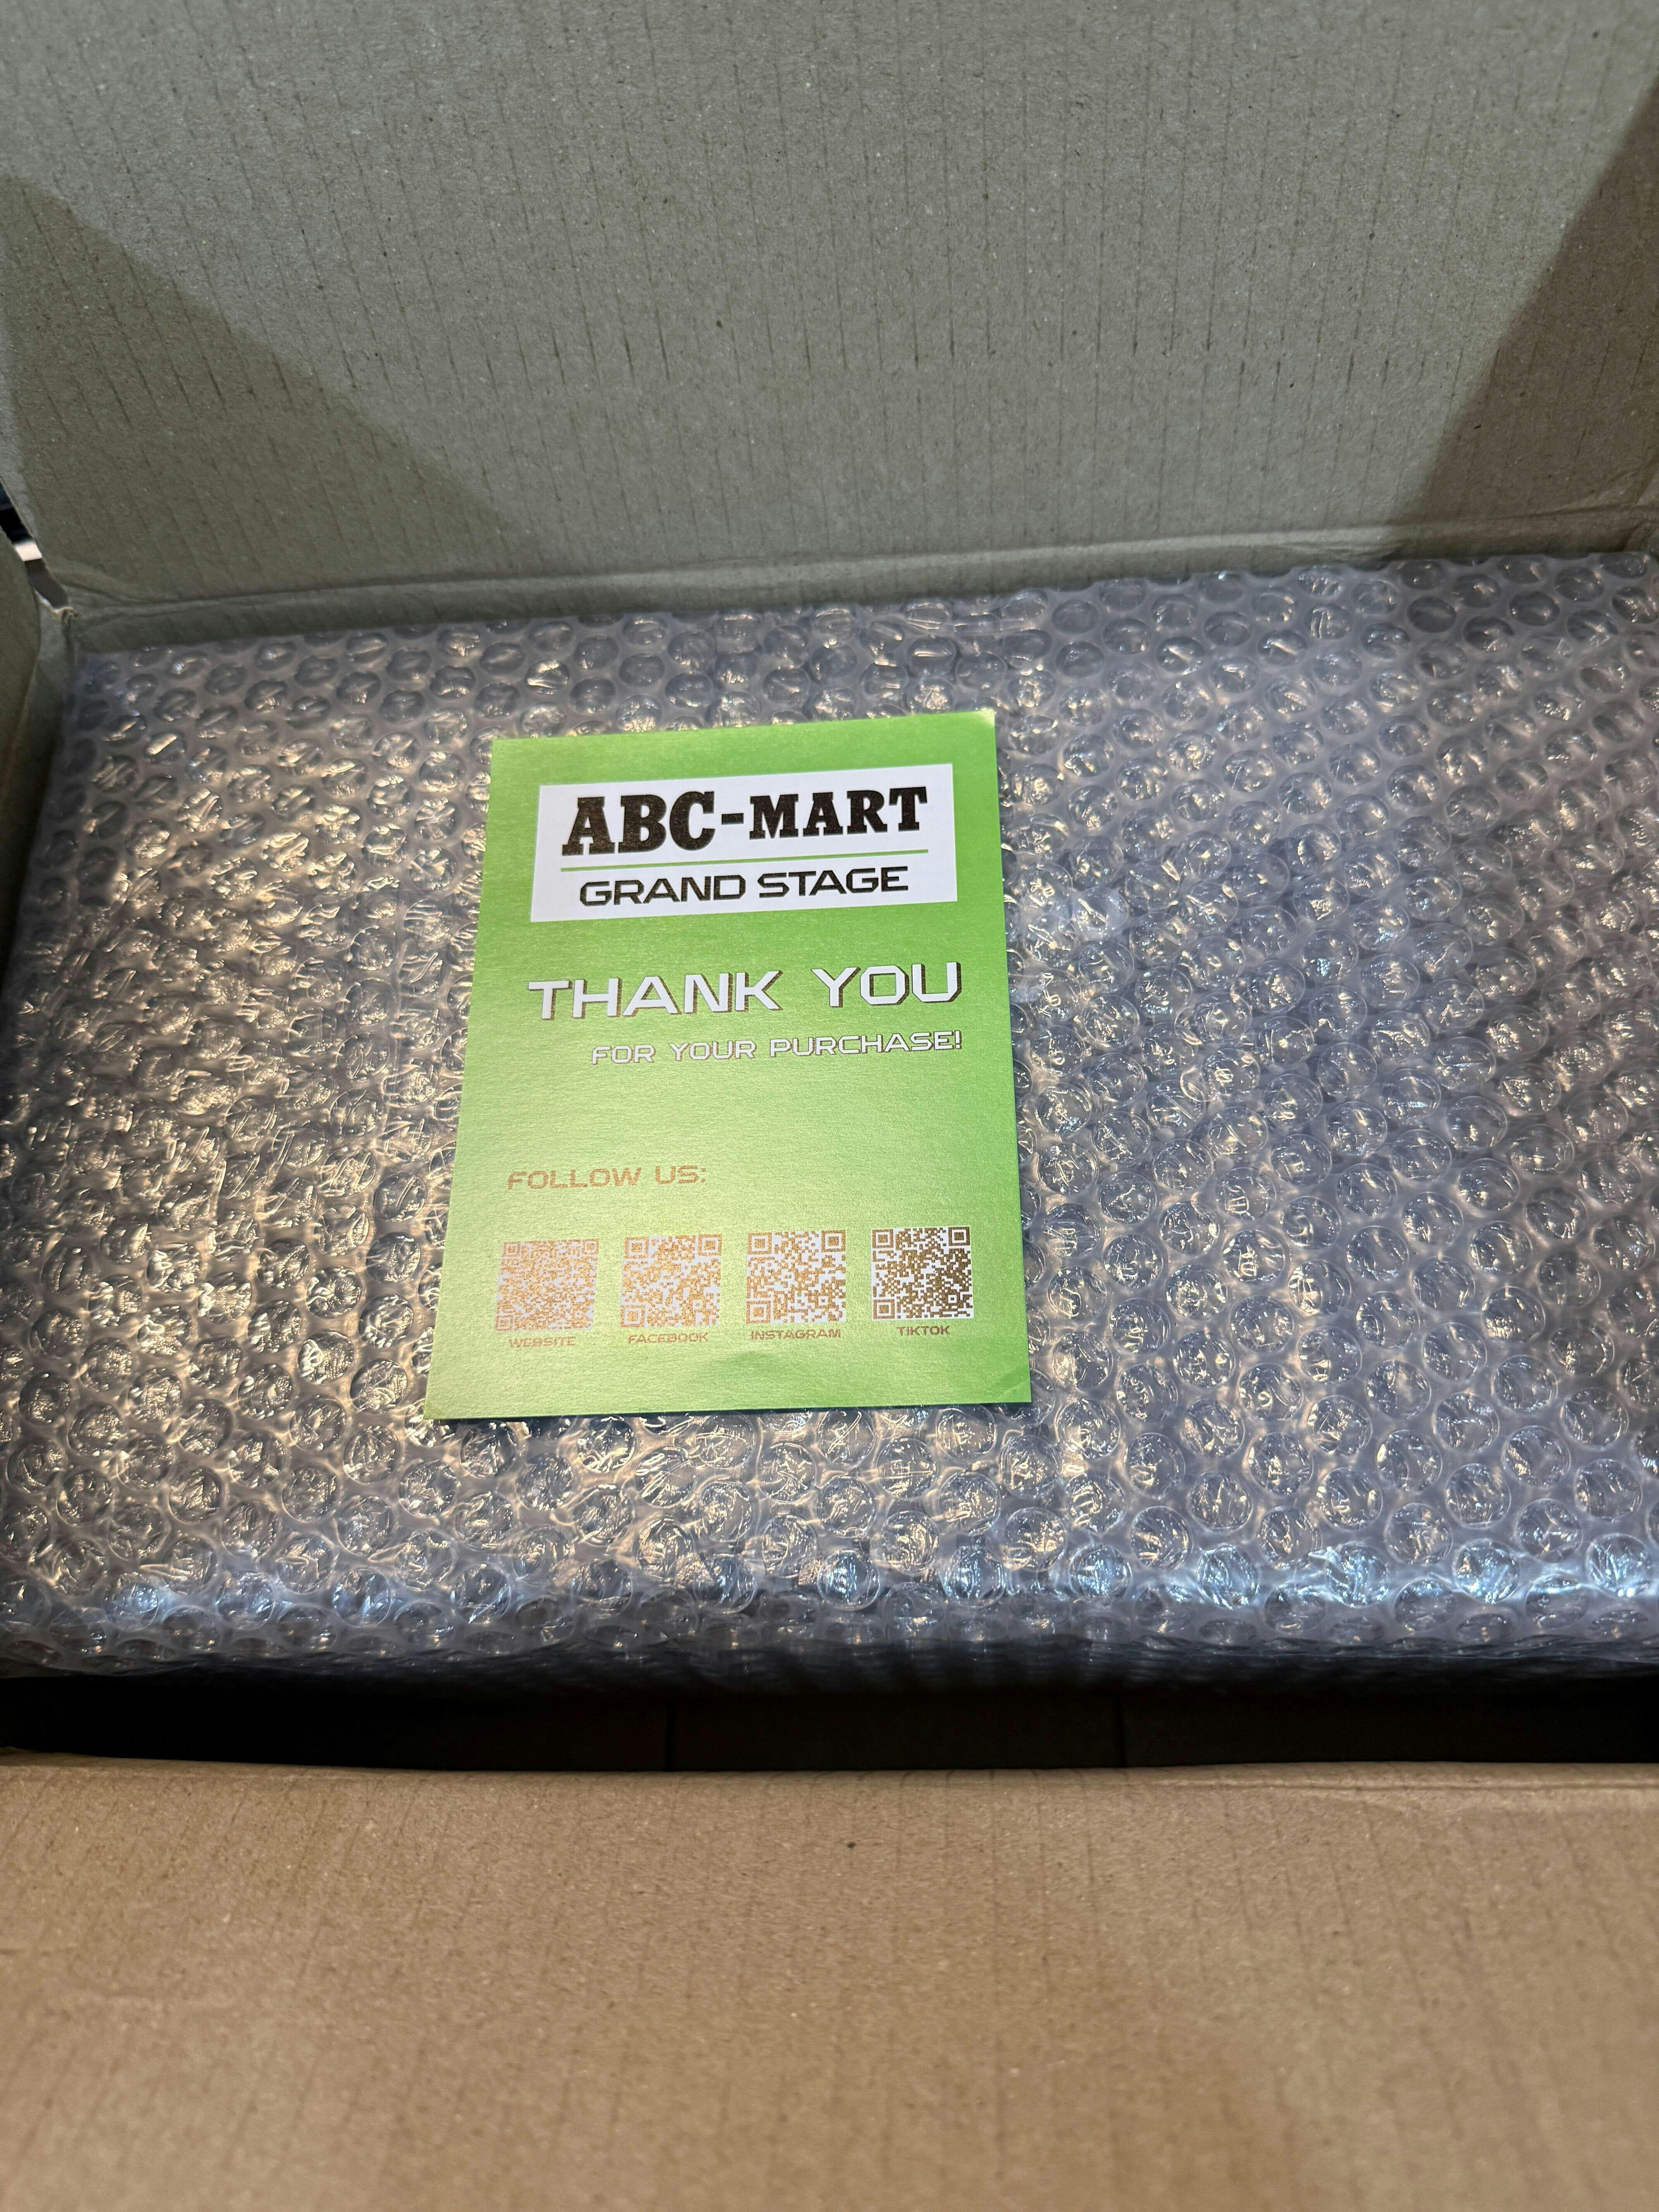 ABC-MART
GRAND STAGE
THANK YOU
FOR YOUR PURCHASE!
FOLLOW US:
WEBSITE FACEBOOK INSTAGRAM TIKTOK